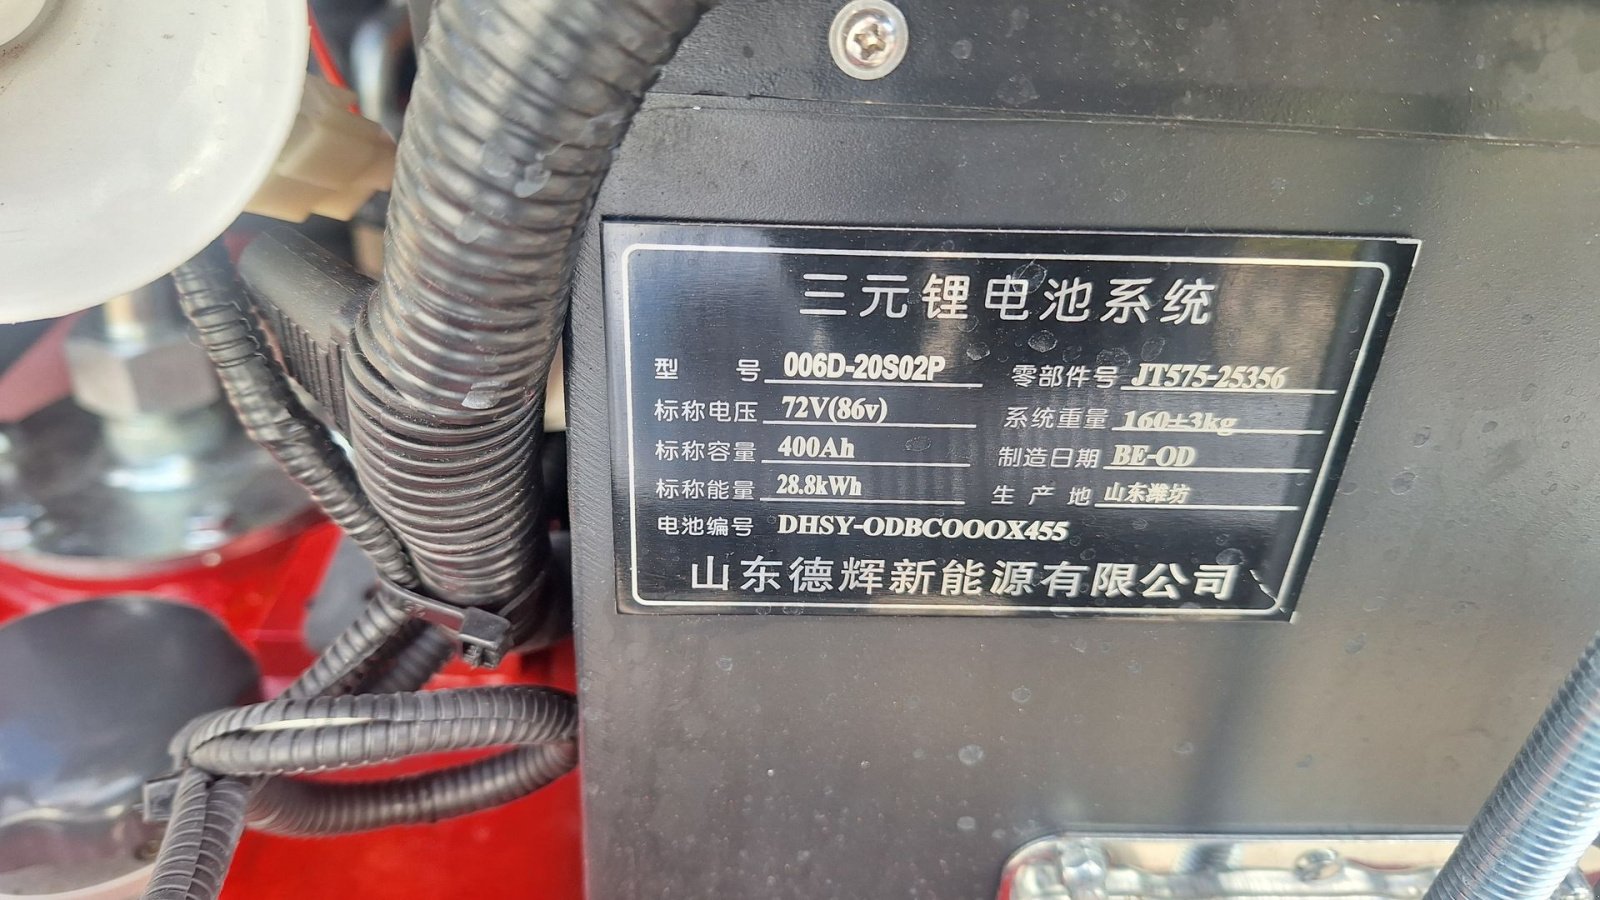 三元锂电池系统
型 号 006D-20S02P 零部件号 JT575-25356
标称电压 72V(86v) 系统重量 160±3kg
标称容量 400Ah 制造日期 BE-OD
标称能量 28.8kWh 生产地 山东潍坊
电池编号 DHSY-ODBCOOOX455
山东德辉新能源有限公司